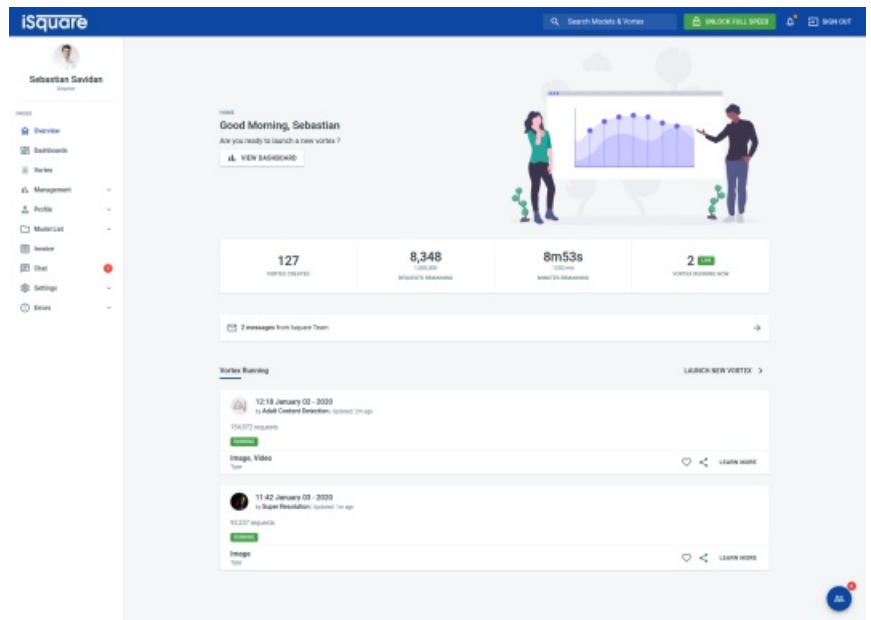 iSquare
Search Models & Vortex
UNLOCK FULL SPEED
SIGN OUT
Sebastian Savidan
Director
PAGES
Overview
Dashboards
Vortex
Management
Profile
Model List
Invoice
Chat
Settings
Errors
HOME
Good Morning, Sebastian
Are you ready to launch a new vortex ?
VIEW DASHBOARD
127
VORTEX CREATED
8,348
REQUESTS REMAINING
8m53s
MINUTES REMAINING
2 LIVE
VORTEX RUNNING NOW
2 messages from Isquare Team
Vortex Running
LAUNCH NEW VORTEX
12:18 January 02 - 2020
by Adult Content Detection| Updated 2m ago
requests
RUNNING
Image, Video
Type
LEARN MORE
11:42 January 03 - 2020
by Super Resolution| Updated 1m ago
requests
RUNNING
Image
Type
LEARN MORE